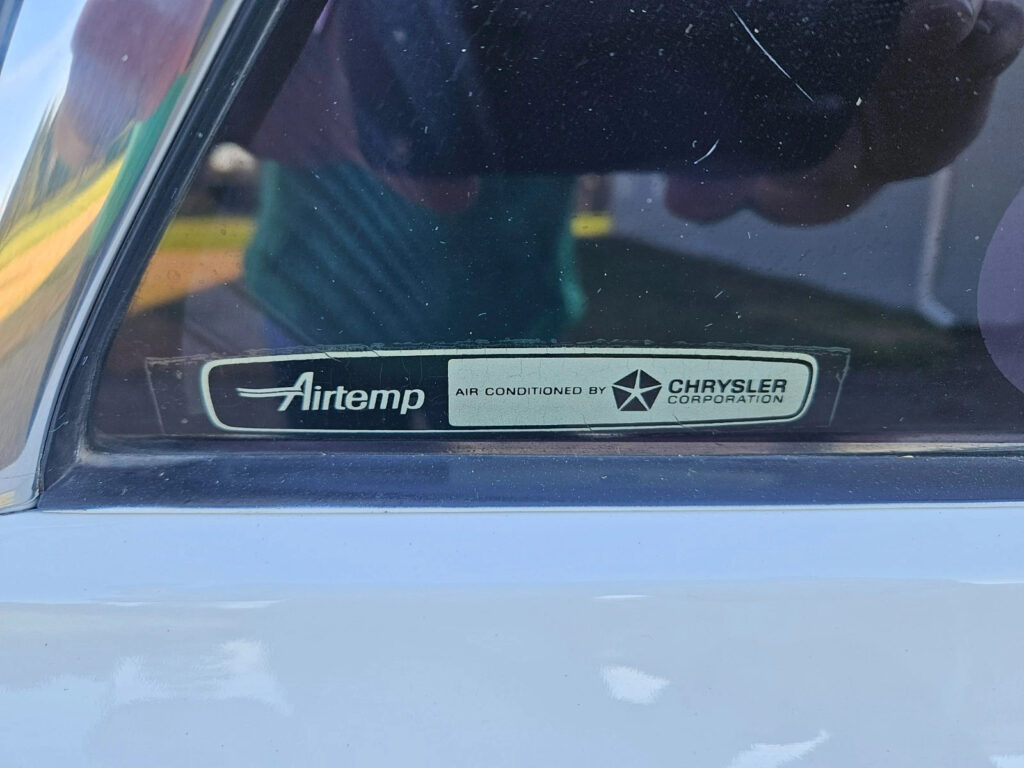 Airtemp
AIR CONDITIONED BY
CHRYSLER
CORPORATION